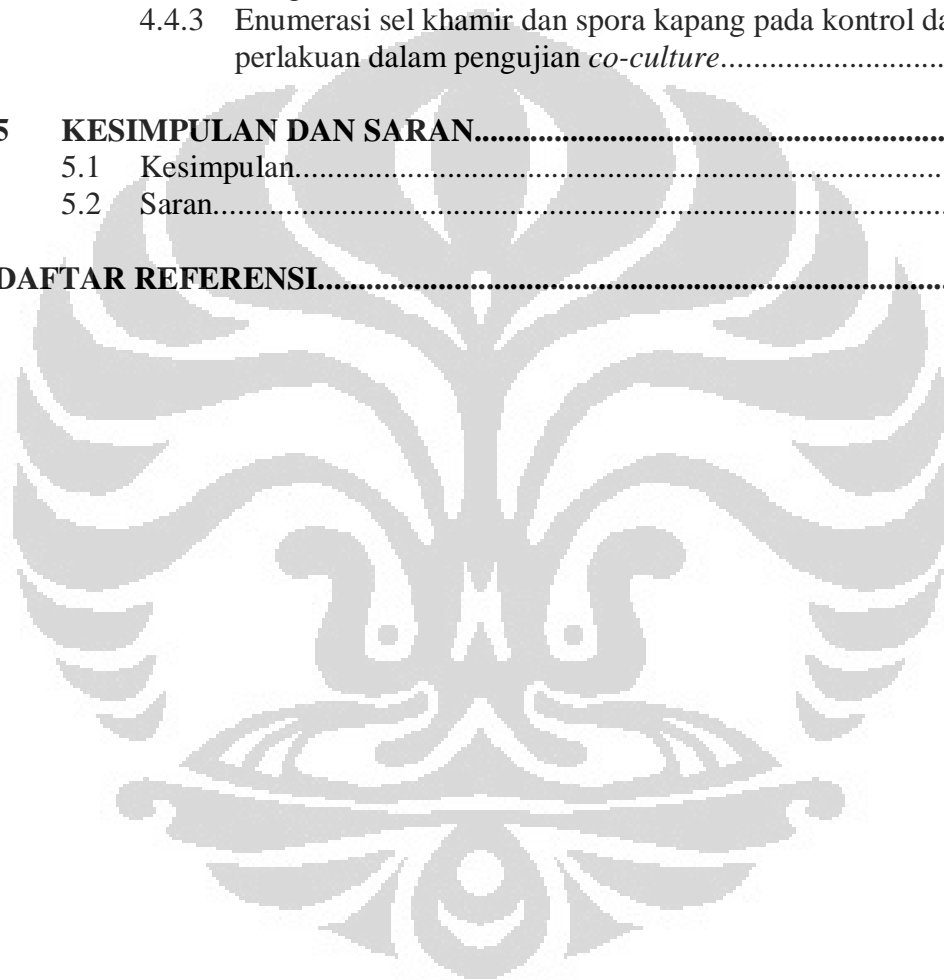 4.4.3 Enumerasi sel khamir dan spora kapang pada kontrol da
perlakuan dalam pengujian co-culture..............................
5 KESIMPULAN DAN SARAN..............................................................
5.1 Kesimpulan.................................................................................
5.2 Saran............................................................................................
DAFTAR REFERENSI....................................................................................